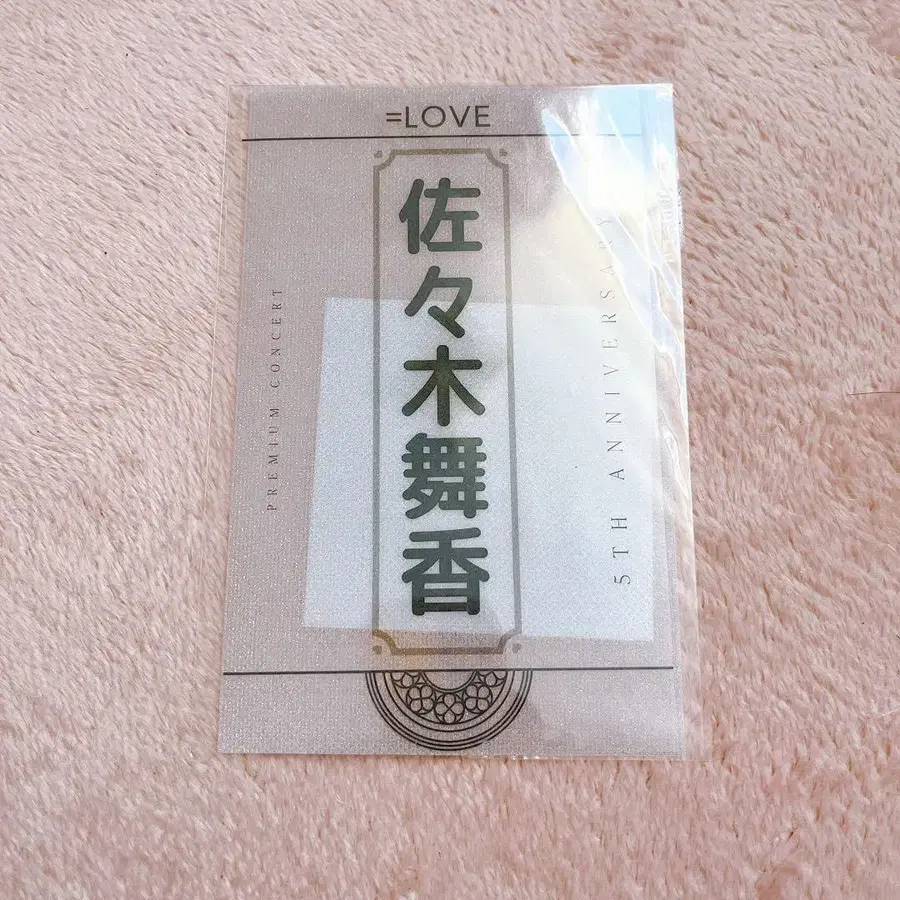 =LOVE
佐々木舞香
PREMIUM CONCERT
5TH ANNIVERSARY